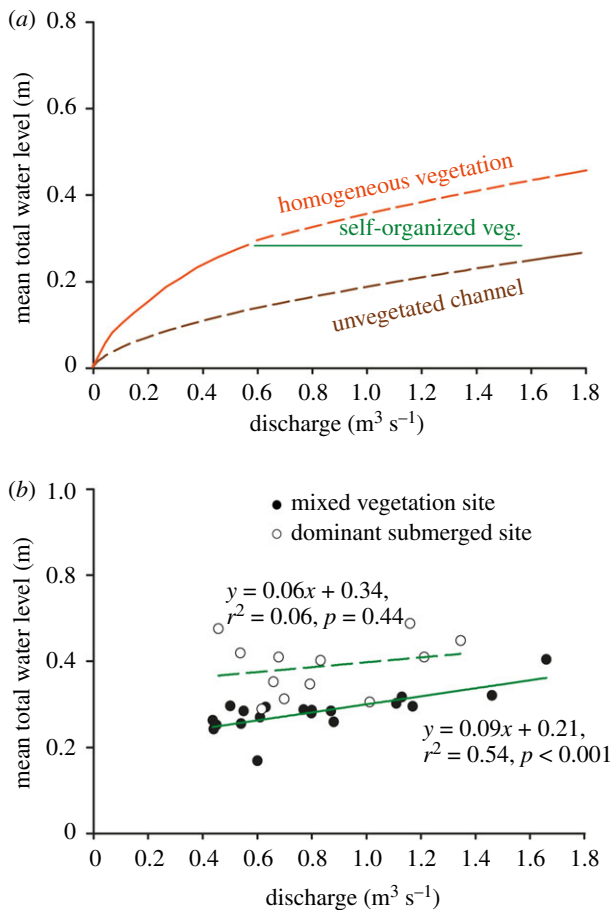 (a)
0.8
0.6
0.4
0.2
0
mean total water level (m)
homogeneous vegetation
self-organized veg.
unvegetated channel
0 0.2 0.4 0.6 0.8 1.0 1.2 1.4 1.6 1.8
discharge (m³ s⁻¹)
(b)
1.0
0.8
0.4
0.2
0
mean total water level (m)
mixed vegetation site
dominant submerged site
y = 0.06x + 0.34,
r² = 0.06, p = 0.44
y = 0.09x + 0.21,
r² = 0.54, p < 0.001
0 0.2 0.4 0.6 0.8 1.0 1.2 1.4 1.6 1.8
discharge (m³ s⁻¹)